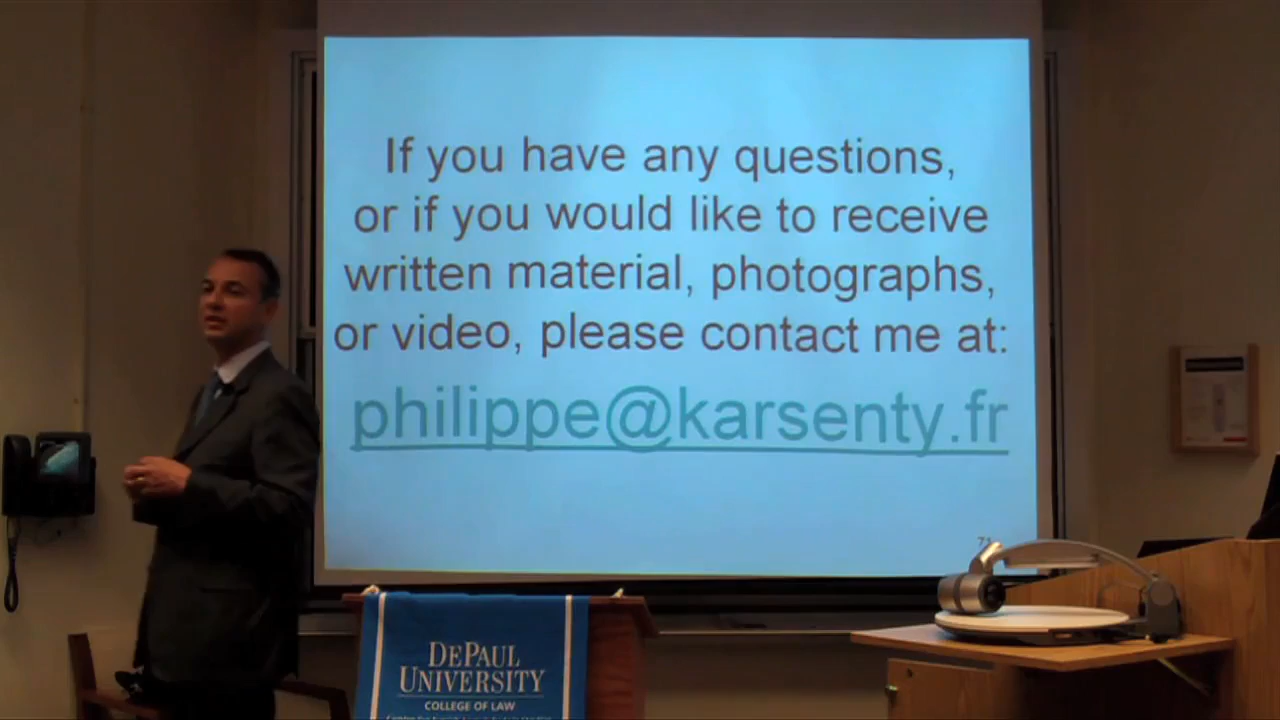 If you have any questions,
or if you would like to receive
written material, photographs,
or video, please contact me at:
philippe@karsenty.fr
DEPAUL
UNIVERSITY
COLLEGE OF LAW